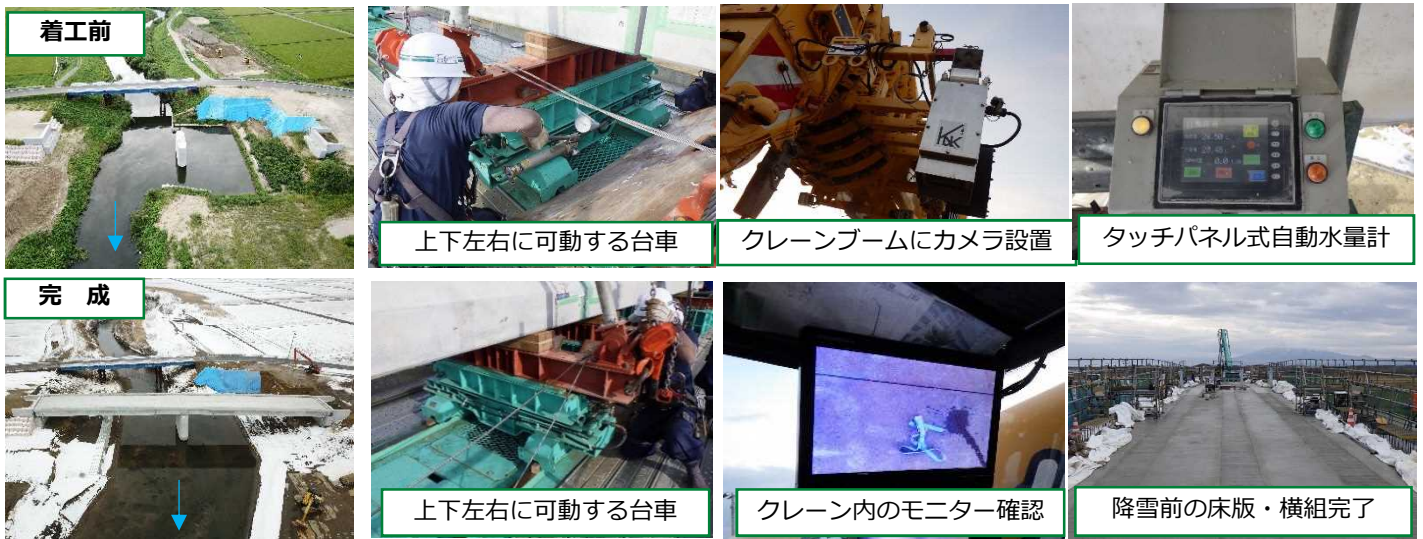 着工前
上下左右に可動する台車
クレーンブームにカメラ設置
タッチパネル式自動水量計
完 成
上下左右に可動する台車
クレーン内のモニター確認
降雪前の床版・横組完了